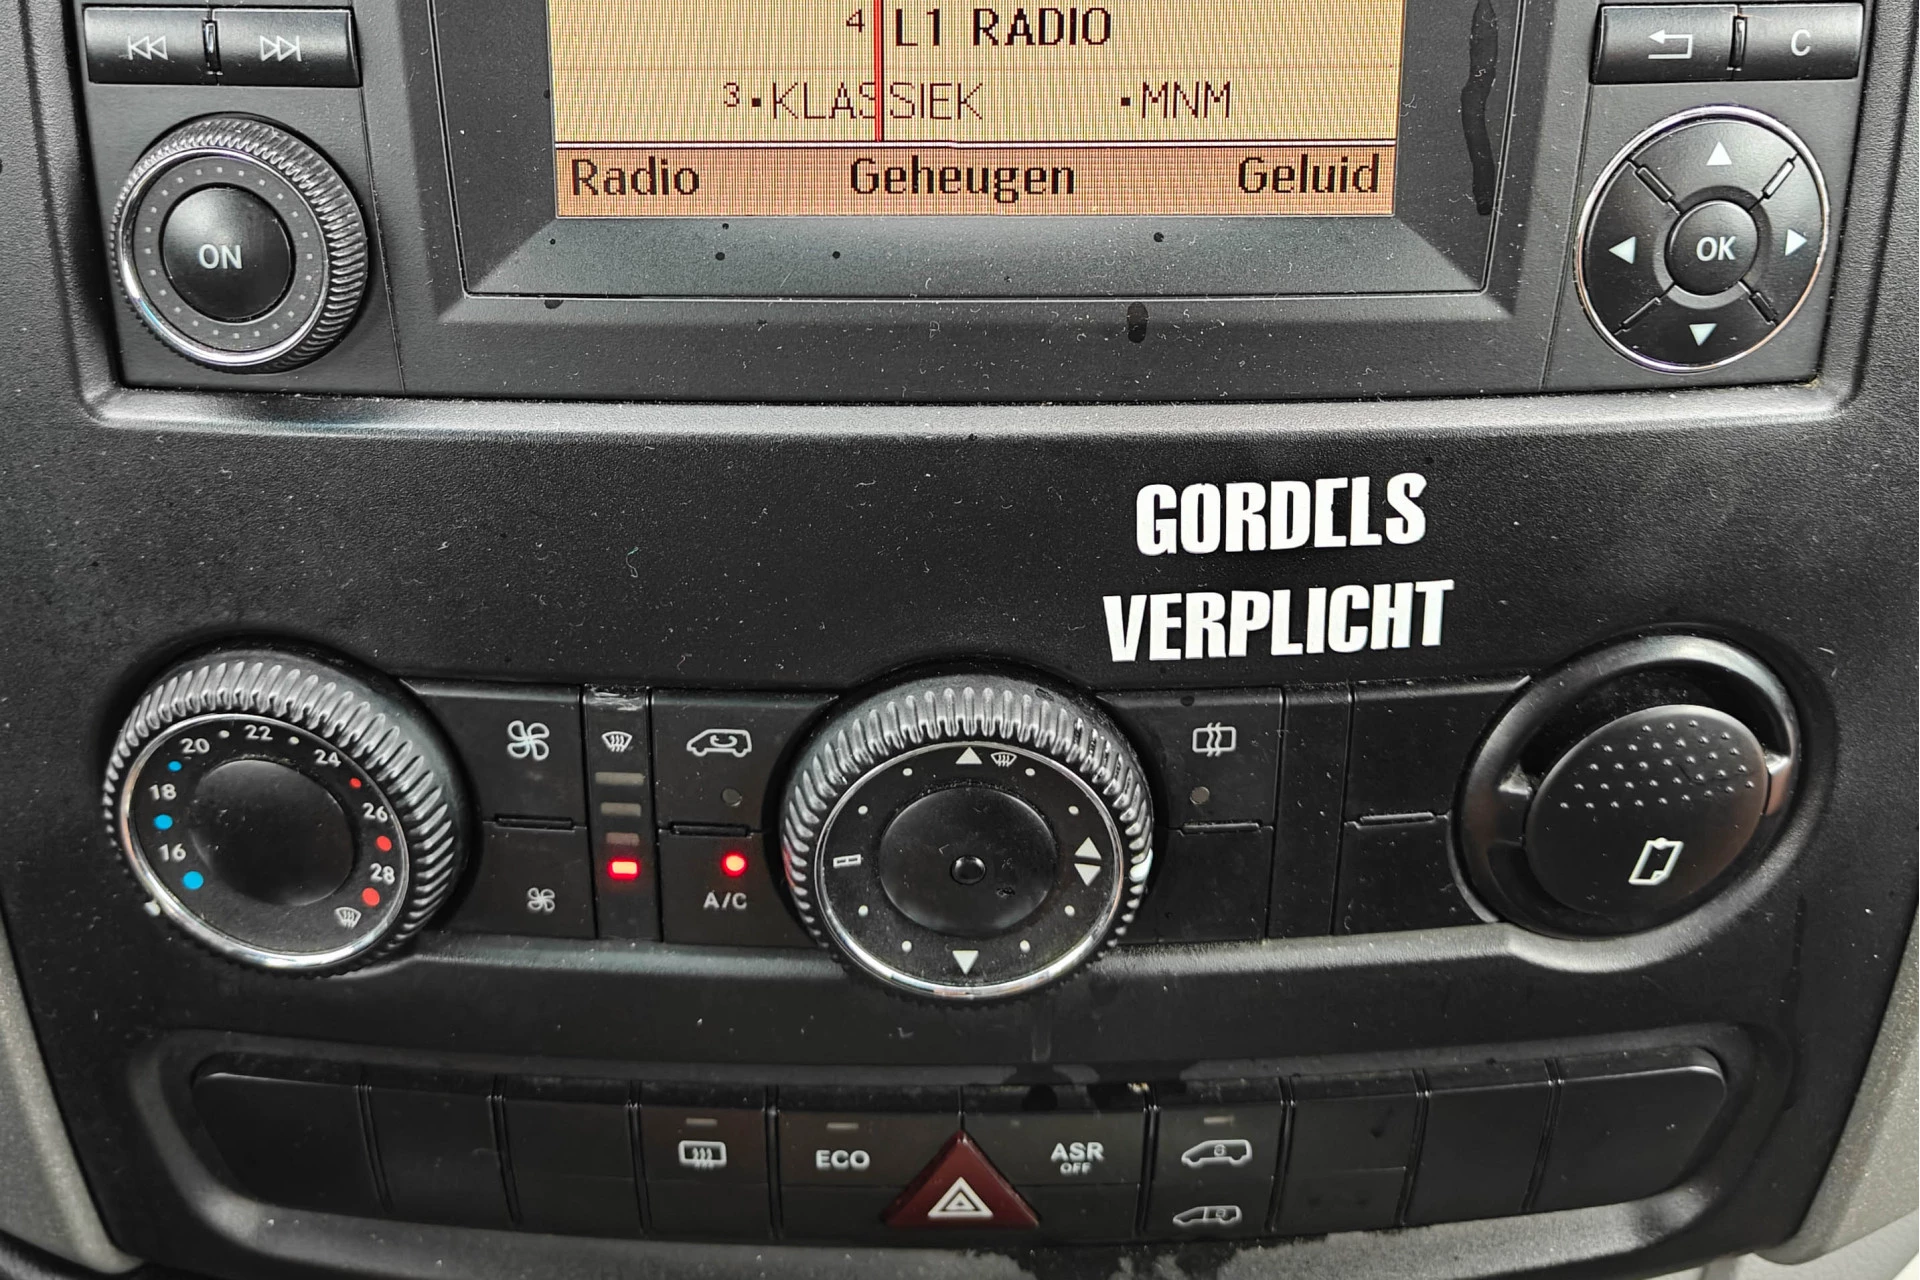 4 L1 RADIO
3 ·KLASSIEK ·MNM
Radio Geheugen Geluid
C
ON
OK
GORDELS
VERPLICHT
20 22 24
18 26
16 28
A/C
ECO ASR
OFF